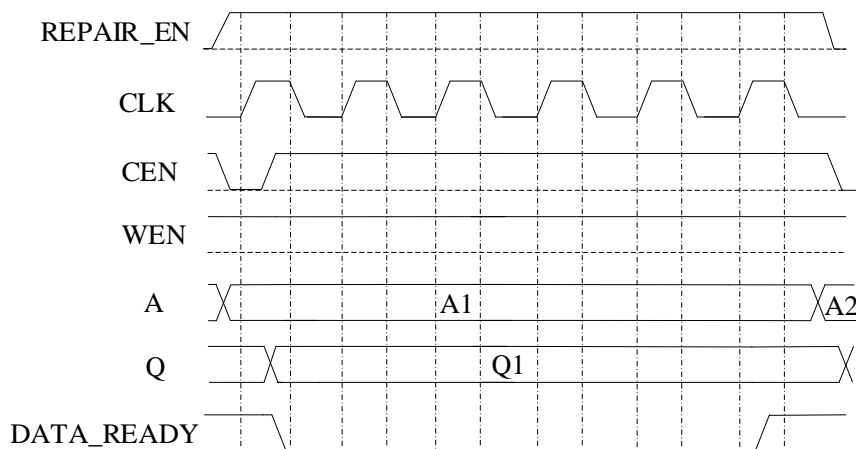 REPAIR_EN
CLK
CEN
WEN
A
A1
A2
Q
Q1
DATA_READY